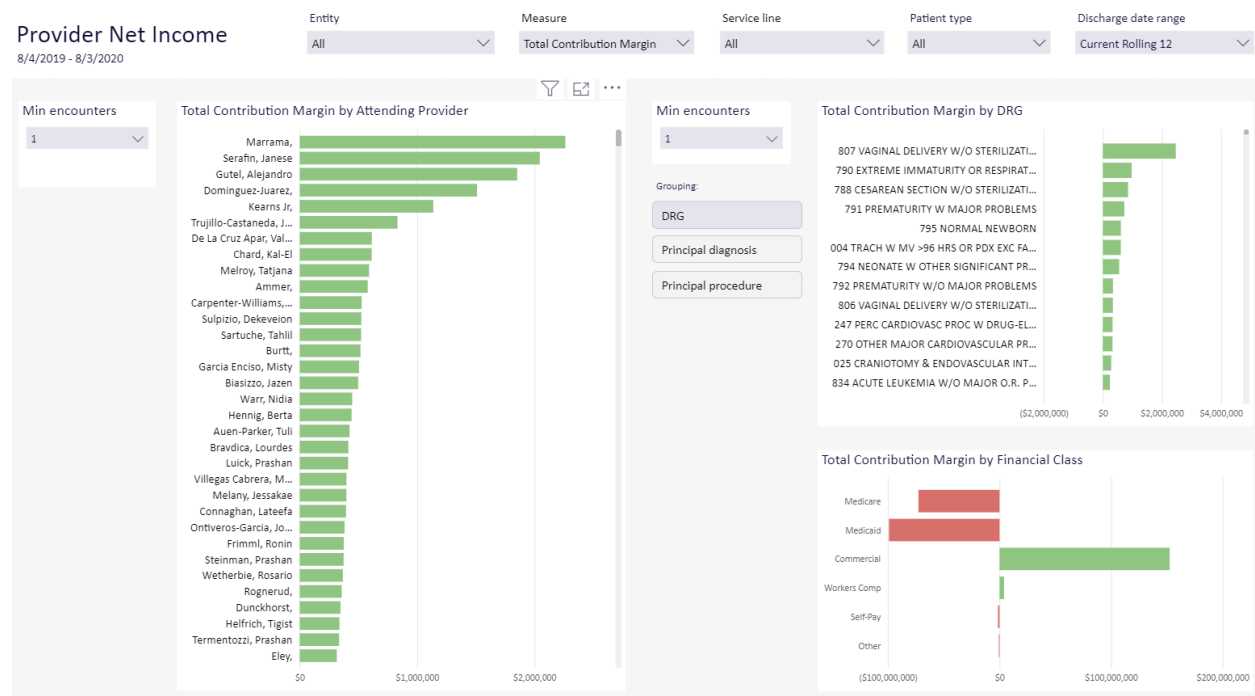 Provider Net Income
8/4/2019 - 8/3/2020
Entity
All
Measure
Total Contribution Margin
Service line
All
Patient type
All
Discharge date range
Current Rolling 12
Min encounters
1
Total Contribution Margin by Attending Provider
Marrama,
Serafin, Janese
Gutel, Alejandro
Dominguez-Juarez,
Kearns Jr,
Trujillo-Castaneda, J...
De La Cruz Apar, Val...
Chard, Kal-El
Melroy, Tatjana
Ammer,
Carpenter-Williams,...
Sulpizio, Dekeveion
Sartuche, Tahlil
Burtt,
Garcia Enciso, Misty
Biasizzo, Jazen
Warr, Nidia
Hennig, Berta
Auen-Parker, Tuli
Bravdica, Lourdes
Luick, Prashan
Villegas Cabrera, M...
Melany, Jessakae
Connaghan, Lateefa
Ontiveros-Garcia, Jo...
Frimml, Ronin
Steinman, Prashan
Wetherbie, Rosario
Rognerud,
Dunckhorst,
Helfrich, Tigist
Termentozzi, Prashan
Eley,
$0 $1,000,000 $2,000,000
Min encounters
1
Grouping:
DRG
Principal diagnosis
Principal procedure
Total Contribution Margin by DRG
807 VAGINAL DELIVERY W/O STERILIZATI...
790 EXTREME IMMATURITY OR RESPIRAT...
788 CESAREAN SECTION W/O STERILIZATI...
791 PREMATURITY W MAJOR PROBLEMS
795 NORMAL NEWBORN
004 TRACH W MV >96 HRS OR PDX EXC FA...
794 NEONATE W OTHER SIGNIFICANT PR...
792 PREMATURITY W/O MAJOR PROBLEMS
806 VAGINAL DELIVERY W/O STERILIZATI...
247 PERC CARDIOVASC PROC W DRUG-EL...
270 OTHER MAJOR CARDIOVASCULAR PR...
025 CRANIOTOMY & ENDOVASCULAR INT...
834 ACUTE LEUKEMIA W/O MAJOR O.R. P...
($2,000,000) $0 $2,000,000 $4,000,000
Total Contribution Margin by Financial Class
Medicare
Medicaid
Commercial
Workers Comp
Self-Pay
Other
($100,000,000) $0 $100,000,000 $200,000,000